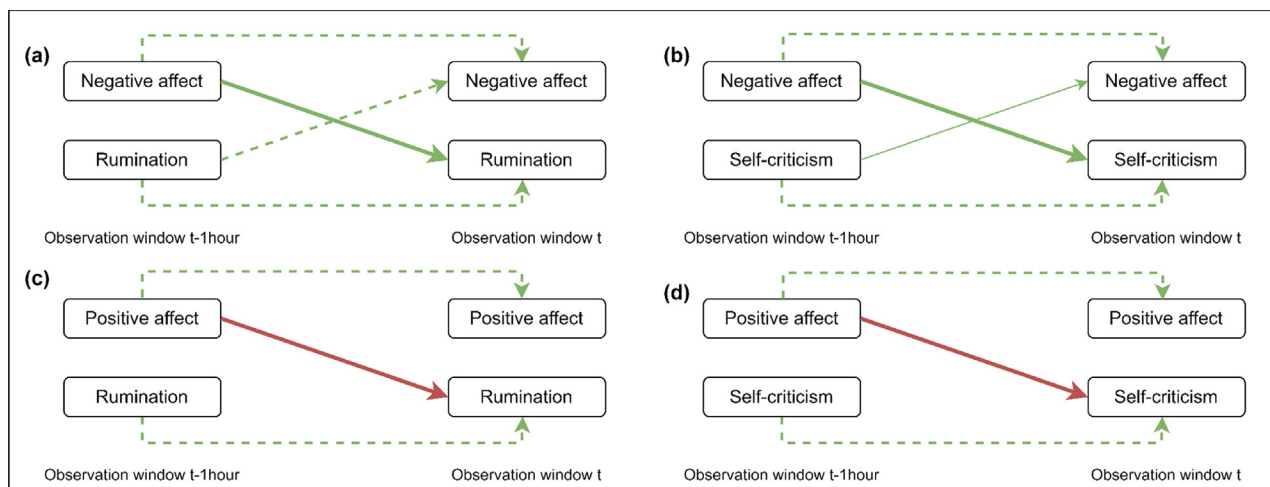 (a)
Negative affect
Negative affect
Rumination
Rumination
Observation window t-1hour
Observation window t
(b)
Negative affect
Negative affect
Self-criticism
Self-criticism
Observation window t-1hour
Observation window t
(c)
Positive affect
Positive affect
Rumination
Rumination
Observation window t-1hour
Observation window t
(d)
Positive affect
Positive affect
Self-criticism
Self-criticism
Observation window t-1hour
Observation window t